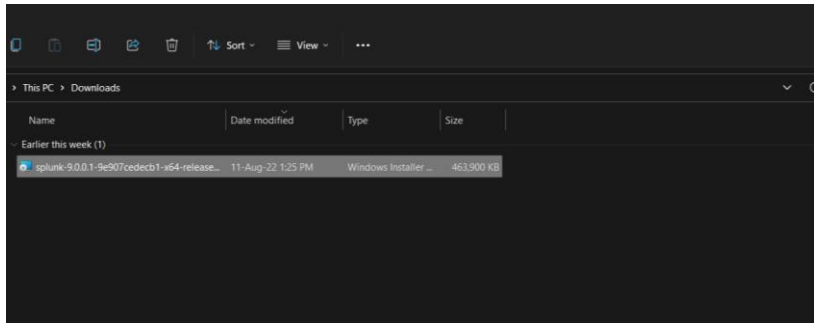 Sort View ...
This PC > Downloads
Name Date modified Type Size
Earlier this week (1)
splunk-9.0.0.1-9e907cedecb1-x64-release... 11-Aug-22 1:25 PM Windows Installer ... 463,900 KB